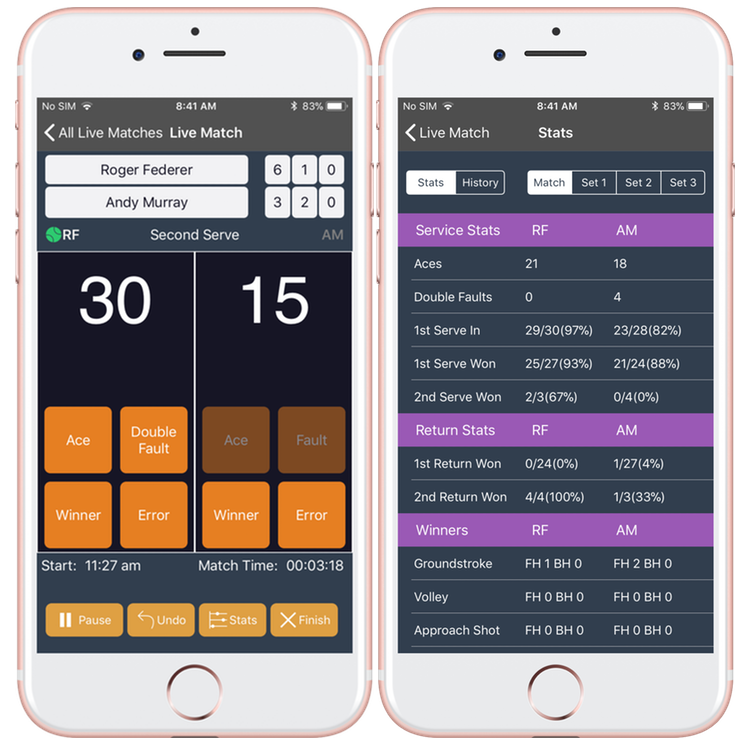 No SIM 8:41 AM 83%
All Live Matches Live Match
Roger Federer 6 1 0
Andy Murray 3 2 0
RF Second Serve AM
30 15
Ace Double Fault Ace Fault
Winner Error Winner Error
Start: 11:27 am Match Time: 00:03:18
Pause Undo Stats Finish
No SIM 8:41 AM 83%
Live Match Stats
Stats History Match Set 1 Set 2 Set 3
Service Stats RF AM
Aces 21 18
Double Faults 0 4
1st Serve In 29/30(97%) 23/28(82%)
1st Serve Won 25/27(93%) 21/24(88%)
2nd Serve Won 2/3(67%) 0/4(0%)
Return Stats RF AM
1st Return Won 0/24(0%) 1/27(4%)
2nd Return Won 4/4(100%) 1/3(33%)
Winners RF AM
Groundstroke FH 1 BH 0 FH 2 BH 0
Volley FH 0 BH 0 FH 0 BH 0
Approach Shot FH 0 BH 0 FH 0 BH 0